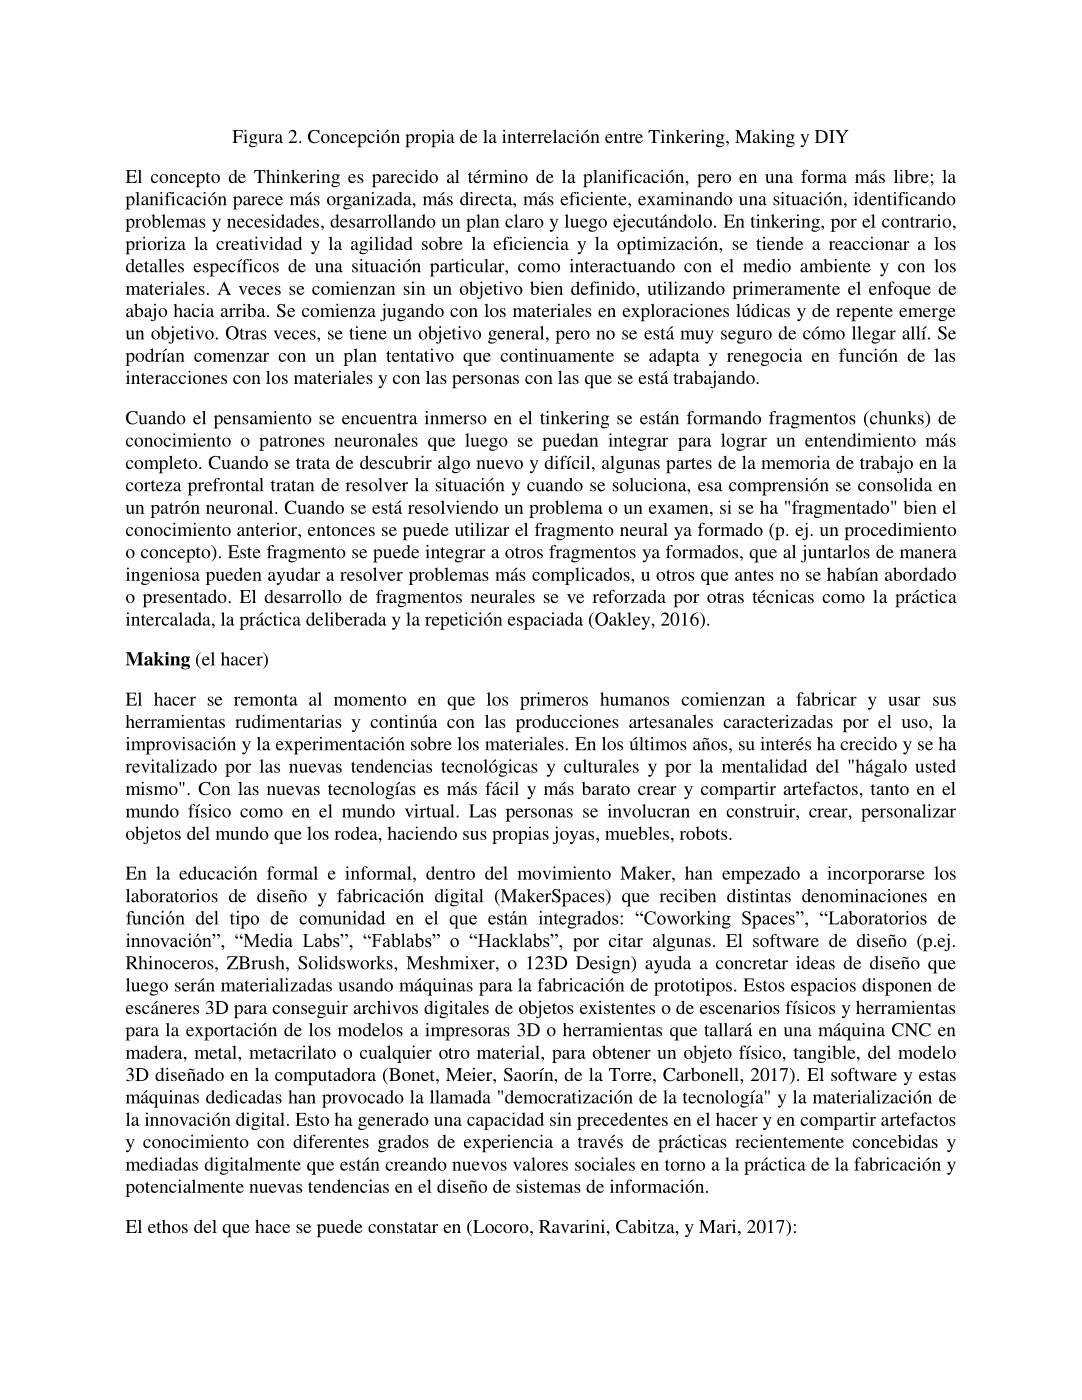 Figura 2. Concepción propia de la interrelación entre Tinkering, Making y DIY
El concepto de Thinkering es parecido al término de la planificación, pero en una forma más libre; la
planificación parece más organizada, más directa, más eficiente, examinando una situación, identificando
problemas y necesidades, desarrollando un plan claro y luego ejecutándolo. En tinkering, por el contrario,
prioriza la creatividad y la agilidad sobre la eficiencia y la optimización, se tiende a reaccionar a los
detalles específicos de una situación particular, como interactuando con el medio ambiente y con los
materiales. A veces se comienzan sin un objetivo bien definido, utilizando primeramente el enfoque de
abajo hacia arriba. Se comienza jugando con los materiales en exploraciones lúdicas y de repente emerge
un objetivo. Otras veces, se tiene un objetivo general, pero no se está muy seguro de cómo llegar allí. Se
podrían comenzar con un plan tentativo que continuamente se adapta y renegocia en función de las
interacciones con los materiales y con las personas con las que se está trabajando.
Cuando el pensamiento se encuentra inmerso en el tinkering se están formando fragmentos (chunks) de
conocimiento o patrones neuronales que luego se puedan integrar para lograr un entendimiento más
completo. Cuando se trata de descubrir algo nuevo y difícil, algunas partes de la memoria de trabajo en la
corteza prefrontal tratan de resolver la situación y cuando se soluciona, esa comprensión se consolida en
un patrón neuronal. Cuando se está resolviendo un problema o un examen, si se ha "fragmentado" bien el
conocimiento anterior, entonces se puede utilizar el fragmento neural ya formado (p. ej. un procedimiento
o concepto). Este fragmento se puede integrar a otros fragmentos ya formados, que al juntarlos de manera
ingeniosa pueden ayudar a resolver problemas más complicados, u otros que antes no se habían abordado
o presentado. El desarrollo de fragmentos neurales se ve reforzada por otras técnicas como la práctica
intercalada, la práctica deliberada y la repetición espaciada (Oakley, 2016).
Making (el hacer)
El hacer se remonta al momento en que los primeros humanos comienzan a fabricar y usar sus
herramientas rudimentarias y continúa con las producciones artesanales caracterizadas por el uso, la
improvisación y la experimentación sobre los materiales. En los últimos años, su interés ha crecido y se ha
revitalizado por las nuevas tendencias tecnológicas y culturales y por la mentalidad del "hágalo usted
mismo". Con las nuevas tecnologías es más fácil y más barato crear y compartir artefactos, tanto en el
mundo físico como en el mundo virtual. Las personas se involucran en construir, crear, personalizar
objetos del mundo que los rodea, haciendo sus propias joyas, muebles, robots.
En la educación formal e informal, dentro del movimiento Maker, han empezado a incorporarse los
laboratorios de diseño y fabricación digital (MakerSpaces) que reciben distintas denominaciones en
función del tipo de comunidad en el que están integrados: “Coworking Spaces”, “Laboratorios de
innovación”, “Media Labs”, “Fablabs” o “Hacklabs”, por citar algunas. El software de diseño (p.ej.
Rhinoceros, ZBrush, Solidsworks, Meshmixer, o 123D Design) ayuda a concretar ideas de diseño que
luego serán materializadas usando máquinas para la fabricación de prototipos. Estos espacios disponen de
escáneres 3D para conseguir archivos digitales de objetos existentes o de escenarios físicos y herramientas
para la exportación de los modelos a impresoras 3D o herramientas que tallará en una máquina CNC en
madera, metal, metacrilato o cualquier otro material, para obtener un objeto físico, tangible, del modelo
3D diseñado en la computadora (Bonet, Meier, Saorín, de la Torre, Carbonell, 2017). El software y estas
máquinas dedicadas han provocado la llamada "democratización de la tecnología" y la materialización de
la innovación digital. Esto ha generado una capacidad sin precedentes en el hacer y en compartir artefactos
y conocimiento con diferentes grados de experiencia a través de prácticas recientemente concebidas y
mediadas digitalmente que están creando nuevos valores sociales en torno a la práctica de la fabricación y
potencialmente nuevas tendencias en el diseño de sistemas de información.
El ethos del que hace se puede constatar en (Locoro, Ravarini, Cabitza, y Mari, 2017):